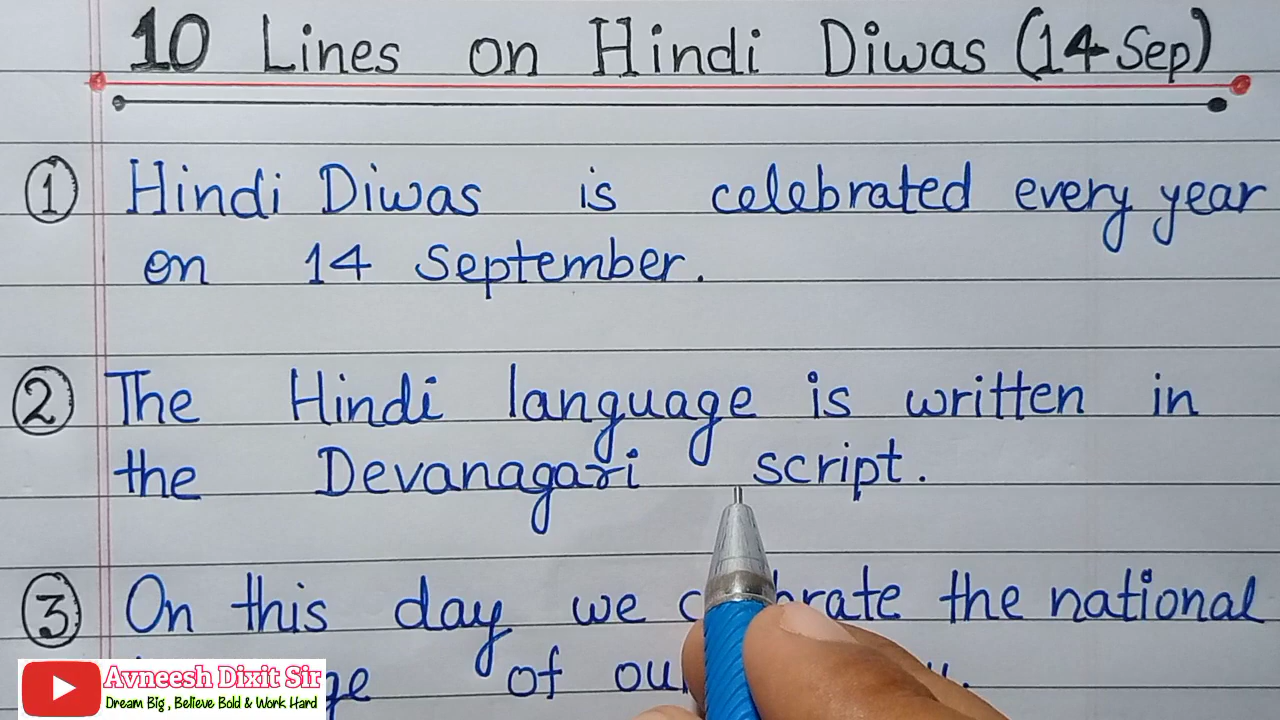 10 Lines on Hindi Diwas (14 Sep)
① Hindi Diwas is celebrated every year
on 14 September.
② The Hindi language is written in
the Devanagari script.
③ On this day we the national
of
Avneesh Dixit Sir
Dream Big, Believe Bold & Work Hard